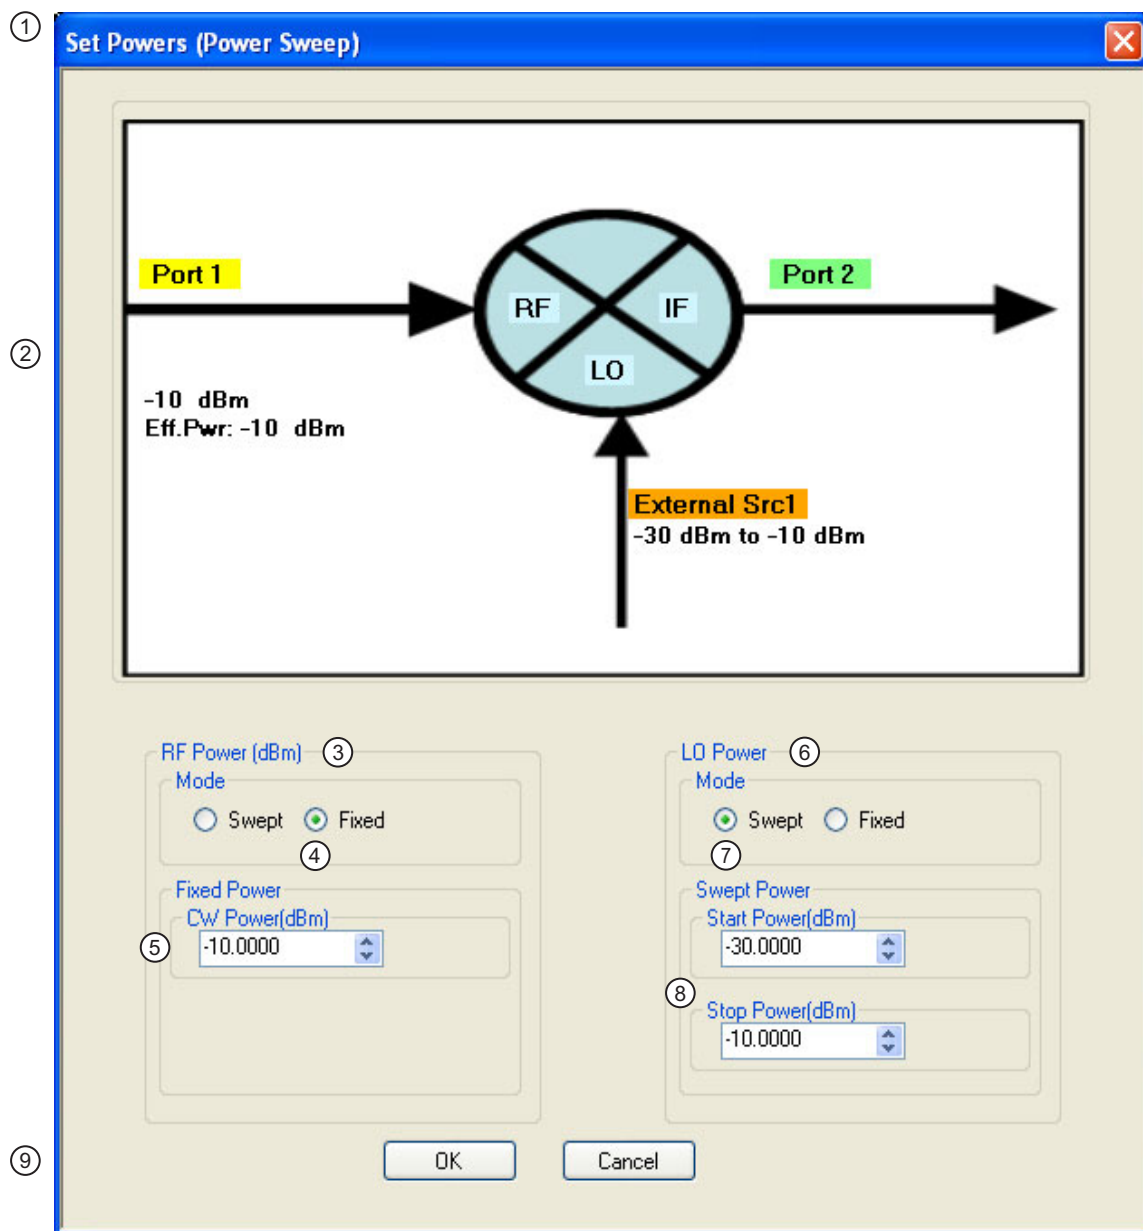 ①
Set Powers (Power Sweep)
Port 1
Port 2
RF
IF
LO
②
-10 dBm
Eff.Pwr: -10 dBm
External Src1
-30 dBm to -10 dBm
RF Power (dBm) ③
Mode
Swept Fixed
④
Fixed Power
CW Power(dBm)
⑤ -10.0000
LO Power ⑥
Mode
Swept Fixed
⑦
Swept Power
Start Power(dBm)
-30.0000
⑧
Stop Power(dBm)
-10.0000
⑨
OK
Cancel